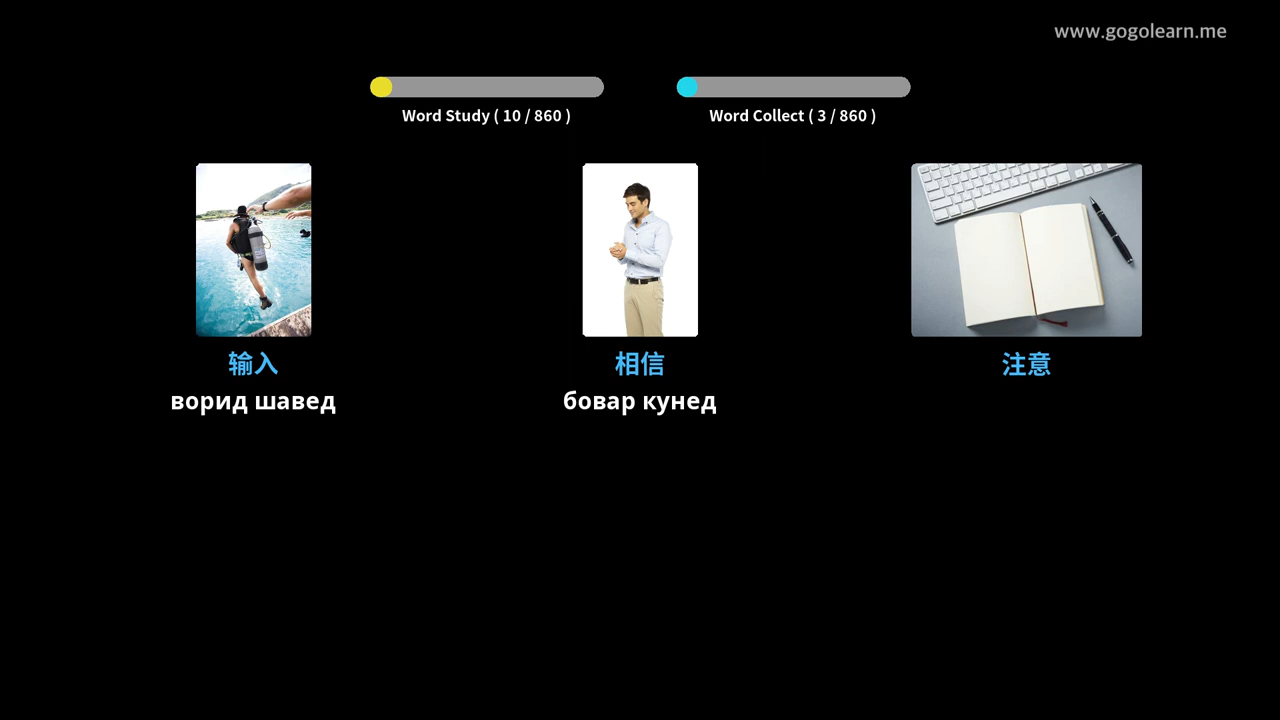 www.gogolearn.me
Word Study ( 10 / 860 )
Word Collect ( 3 / 860 )
输入
相信
注意
ворид шавед
бовар кунед